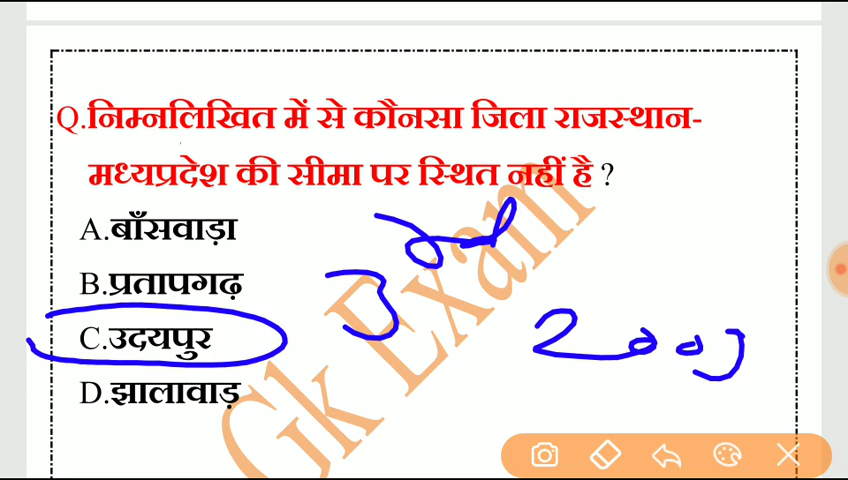 Q.निम्नलिखित में से कौनसा जिला राजस्थान-
मध्यप्रदेश की सीमा पर स्थित नहीं है ?
A.बाँसवाड़ा
B.प्रतापगढ़
C.उदयपुर
D.झालावाड़
Gk Exam